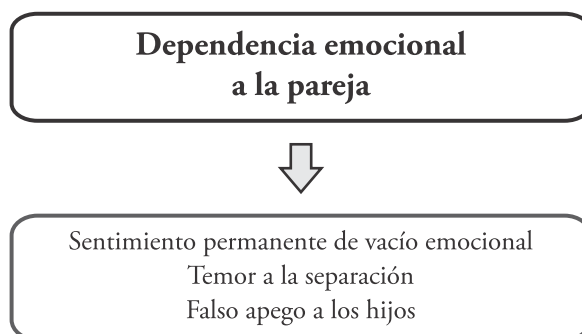 Dependencia emocional
a la pareja
Sentimiento permanente de vacío emocional
Temor a la separación
Falso apego a los hijos